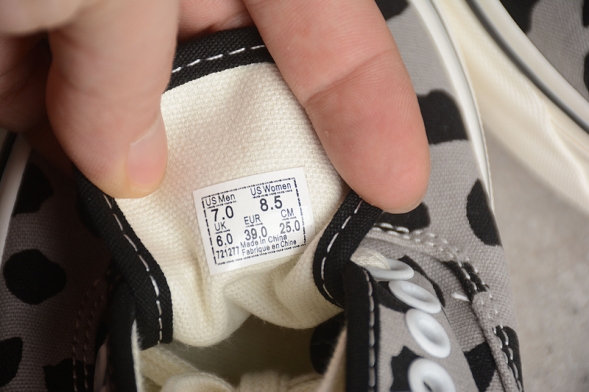 US Men US Women
7.0 8.5
UK EUR CM
6.0 39.0 25.0
721277 Made in China
Fabriqué en China